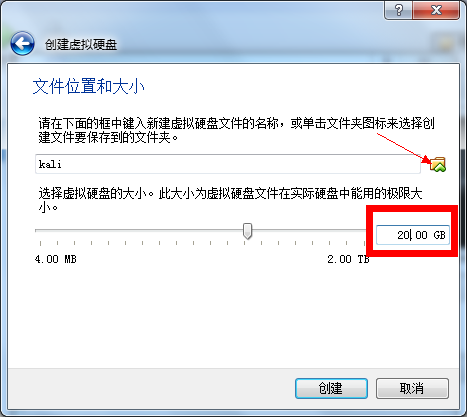 创建虚拟硬盘
文件位置和大小
请在下面的框中键入新建虚拟硬盘文件的名称，或单击文件夹图标来选择创
建文件要保存到的文件夹。
kali
选择虚拟硬盘的大小。此大小为虚拟硬盘文件在实际硬盘中能用的极限大
小。
20.00 GB
4.00 MB 2.00 TB
创建 取消